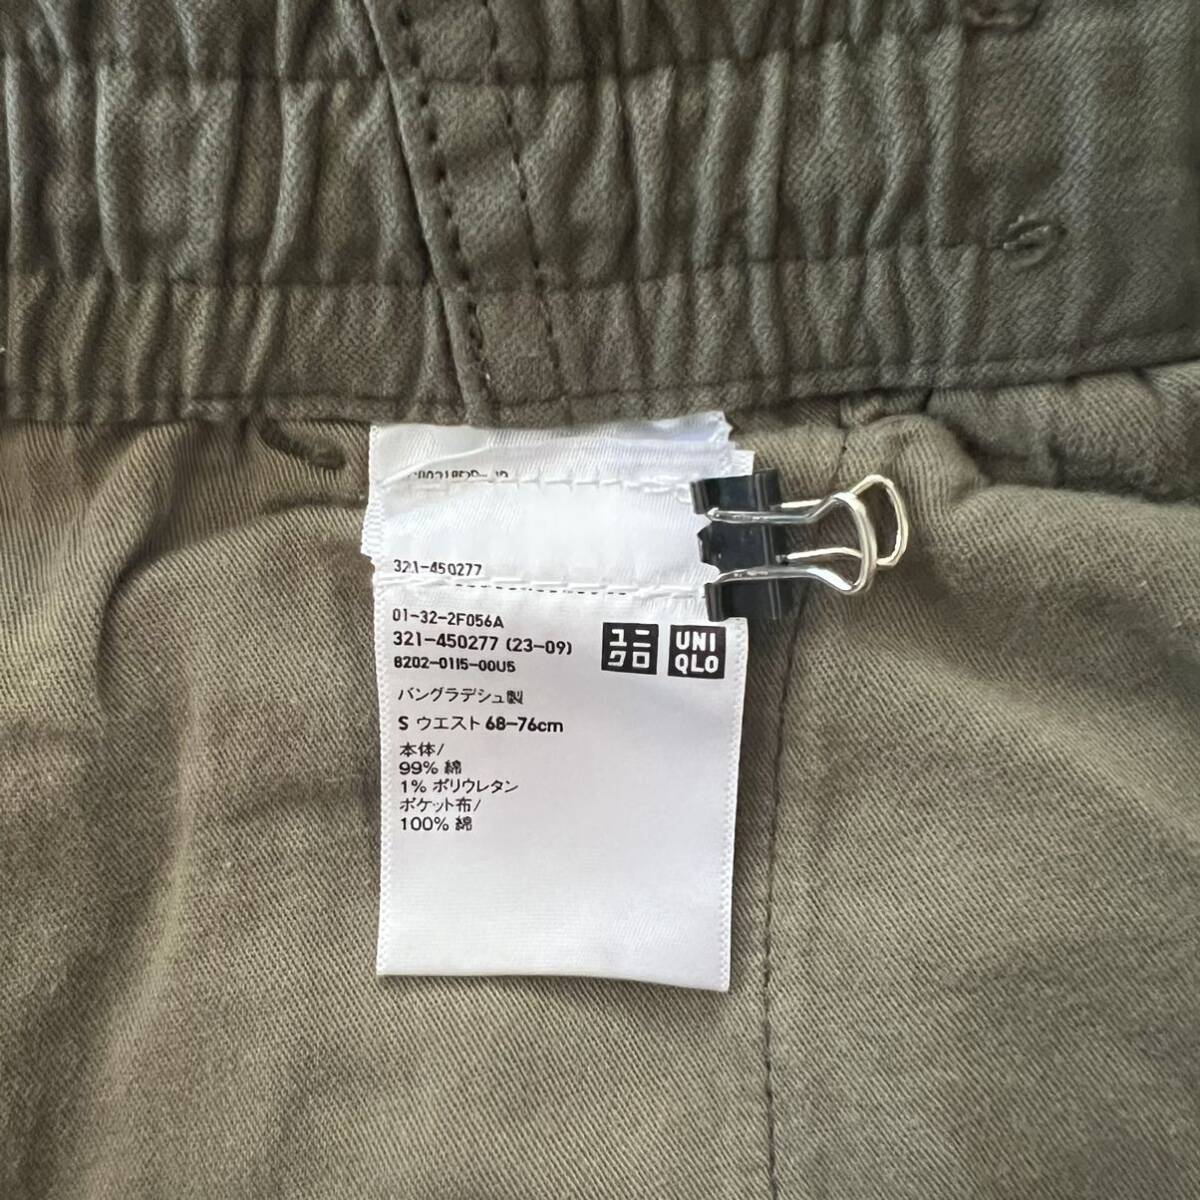 321-450277
01-32-2F056A
321-450277 (23-09)
8202-0115-00U5
ユニ
クロ
UNI
QLO
バングラデシュ製
S ウエスト 68-76cm
本体/
99% 綿
1% ポリウレタン
ポケット布/
100% 綿